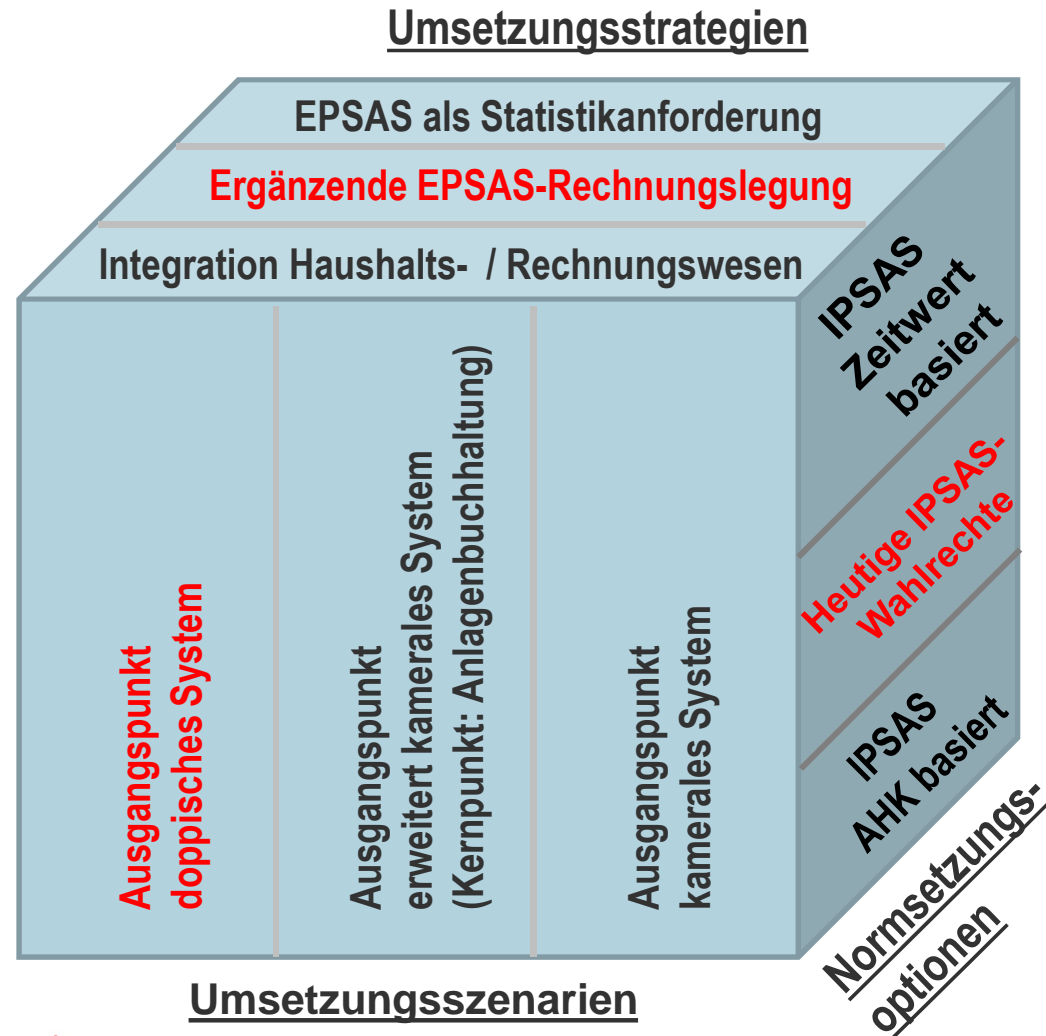 Umsetzungsstrategien
EPSAS als Statistikanforderung
Ergänzende EPSAS-Rechnungslegung
Integration Haushalts- / Rechnungswesen
Ausgangspunkt
doppisches System
Ausgangspunkt
erweitert kamerales System
(Kernpunkt: Anlagenbuchhaltung)
Ausgangspunkt
kamerales System
IPSAS
Zeitwert
basiert
Heutige IPSAS-
Wahlrechte
IPSAS
AHK basiert
Normsetzungs-
optionen
Umsetzungsszenarien